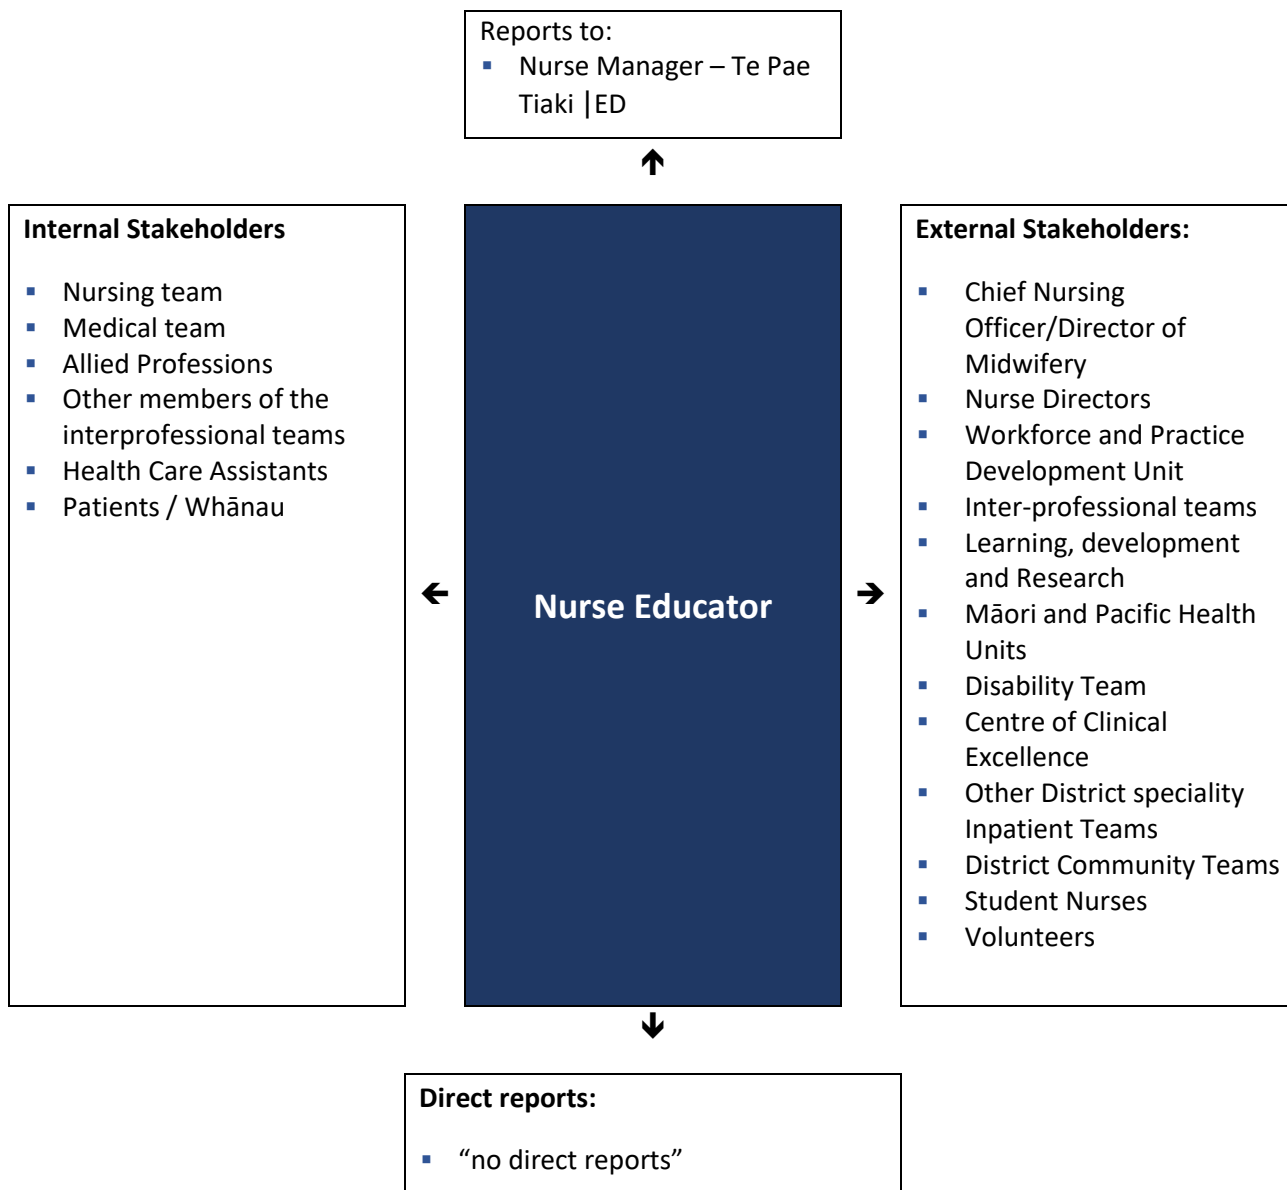 Reports to:
▪ Nurse Manager – Te Pae
Tiaki |ED
Internal Stakeholders
▪ Nursing team
▪ Medical team
▪ Allied Professions
▪ Other members of the
interprofessional teams
▪ Health Care Assistants
▪ Patients / Whānau
Nurse Educator
External Stakeholders:
▪ Chief Nursing
Officer/Director of
Midwifery
▪ Nurse Directors
▪ Workforce and Practice
Development Unit
▪ Inter-professional teams
▪ Learning, development
and Research
▪ Māori and Pacific Health
Units
▪ Disability Team
▪ Centre of Clinical
Excellence
▪ Other District speciality
Inpatient Teams
▪ District Community Teams
▪ Student Nurses
▪ Volunteers
Direct reports:
▪ “no direct reports”